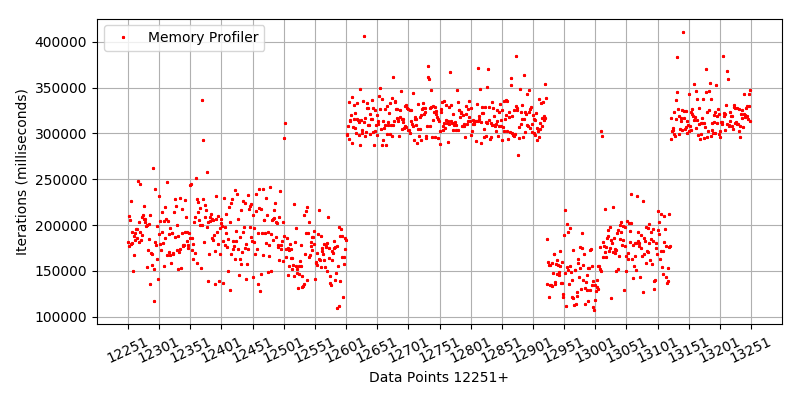 Memory Profiler
Iterations (milliseconds)
400000
350000
300000
250000
200000
150000
100000
12251 12301 12351 12401 12451 12501 12551 12601 12651 12701 12751 12801 12851 12901 12951 13001 13051 13101 13151 13201 13251
Data Points 12251+